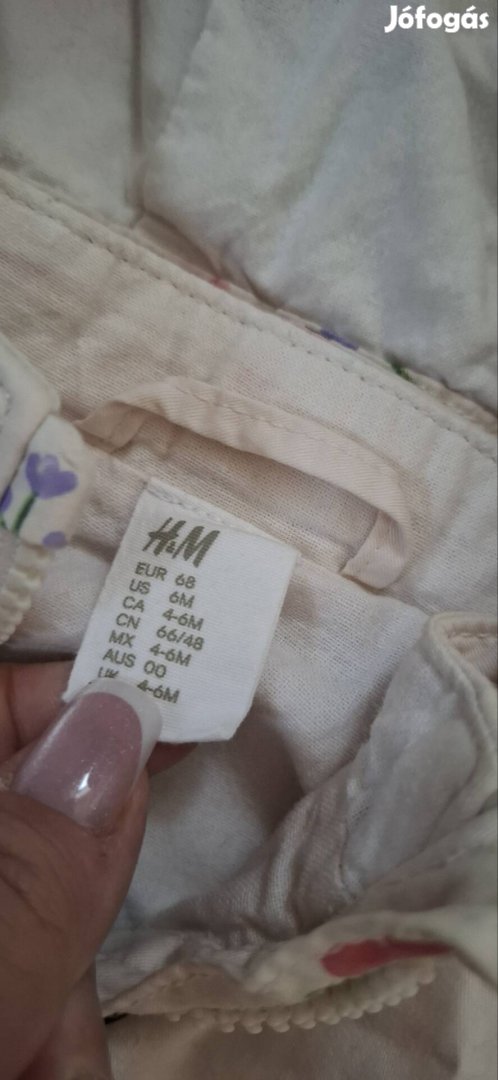 Jófogás
H&M
EUR 68
US 6M
CA 4-6M
CN 66/48
MX 4-6M
AUS 00
UK 4-6M